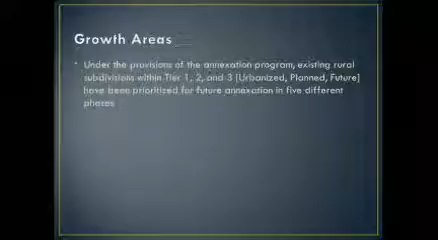 Growth Areas
Under the provisions of the annexation program, existing rural
subdivisions within Tier 1, 2, and 3 (Urbanized, Planned, Future)
have been prioritized for future annexation in five different
phases